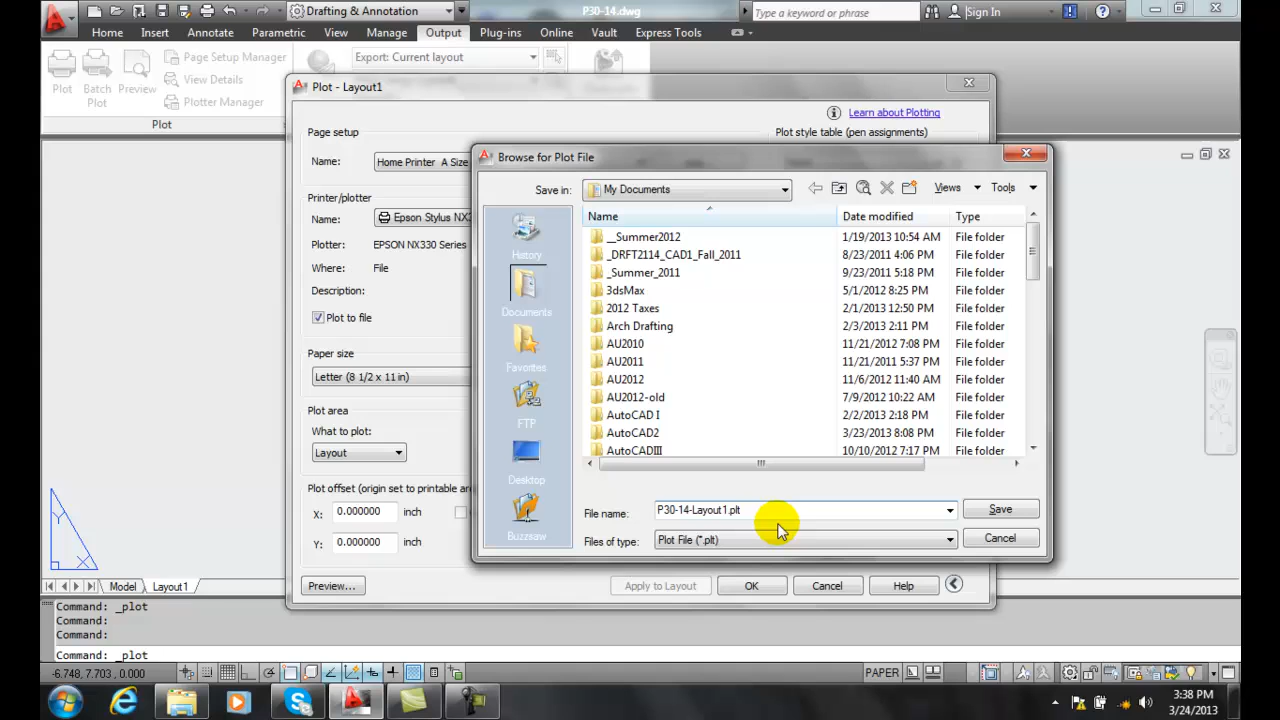 Drafting & Annotation
P30-14.dwg
Type a keyword or phrase
Sign In
Home Insert Annotate Parametric View Manage Output Plug-ins Online Vault Express Tools
Plot
Batch Plot
Preview
Page Setup Manager
View Details
Plotter Manager
Export: Current layout
Plot
Plot - Layout1
Learn about Plotting
Page setup
Plot style table (pen assignments)
Name: Home Printer A Size
Printer/plotter
Name: Epson Stylus NX3
Plotter: EPSON NX330 Series
Where: File
Description:
Plot to file
Paper size
Letter (8 1/2 x 11 in)
Plot area
What to plot:
Layout
Plot offset (origin set to printable are
X: 0.000000 inch
Y: 0.000000 inch
Preview...
Apply to Layout OK Cancel Help
Browse for Plot File
Save in: My Documents
Views Tools
Name Date modified Type
__Summer2012 1/19/2013 10:54 AM File folder
_DRFT2114_CAD1_Fall_2011 8/23/2011 4:06 PM File folder
_Summer_2011 9/23/2011 5:18 PM File folder
3dsMax 5/1/2012 8:25 PM File folder
2012 Taxes 2/1/2013 12:50 PM File folder
Arch Drafting 2/3/2013 2:11 PM File folder
AU2010 11/21/2012 7:08 PM File folder
AU2011 11/21/2011 5:37 PM File folder
AU2012 11/6/2012 11:40 AM File folder
AU2012-old 7/9/2012 10:22 AM File folder
AutoCAD I 2/2/2013 2:18 PM File folder
AutoCAD2 3/23/2013 8:08 PM File folder
AutoCADIII 10/10/2012 7:17 PM File folder
History
Documents
Favorites
FTP
Desktop
Buzzsaw
File name: P30-14-Layout1.plt
Save
Files of type: Plot File (*.plt)
Cancel
Y
X
Model Layout1
Command: _plot
Command:
Command:
Command: _plot
-6.748, 7.703, 0.000
PAPER
3:38 PM
3/24/2013